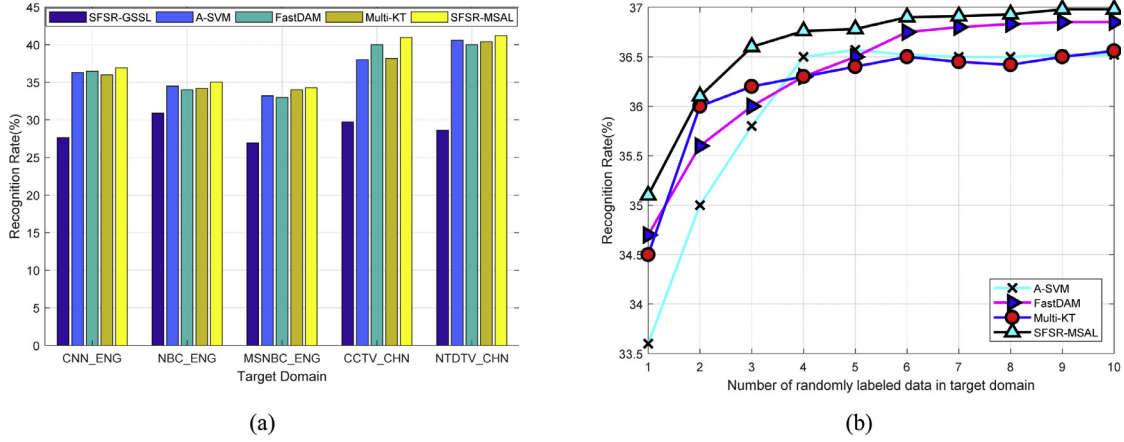 SFSR-GSSL A-SVM FastDAM Multi-KT SFSR-MSAL
45
40
35
30
25
20
15
10
5
0
Recognition Rate(%)
CNN_ENG NBC_ENG MSNBC_ENG CCTV_CHN NTDTV_CHN
Target Domain
(a)
37
36.5
36
35.5
35
34.5
34
33.5
Recognition Rate(%)
A-SVM
FastDAM
Multi-KT
SFSR-MSAL
1 2 3 4 5 6 7 8 9 10
Number of randomly labeled data in target domain
(b)